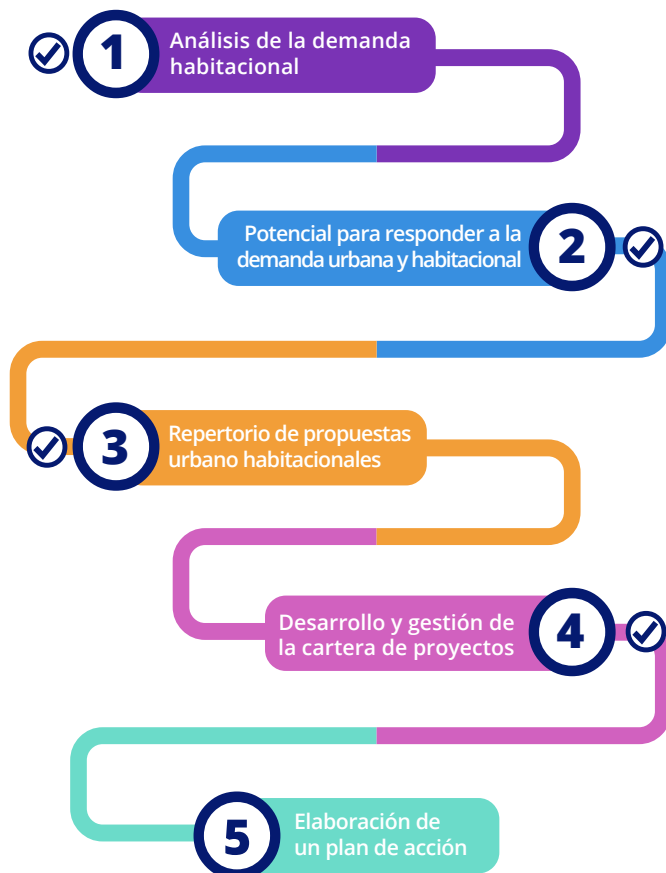 1
Análisis de la demanda
habitacional
Potencial para responder a la
demanda urbana y habitacional
2
3
Repertorio de propuestas
urbano habitacionales
Desarrollo y gestión de
la cartera de proyectos
4
5
Elaboración de
un plan de acción